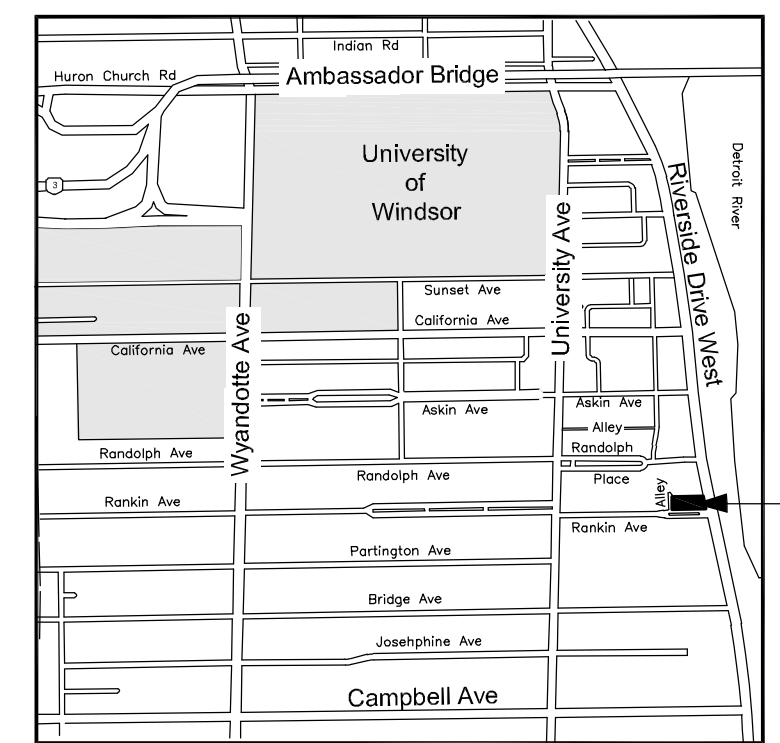 Indian Rd
Huron Church Rd
Ambassador Bridge
University
of
Windsor
3
Detroit River
Riverside Drive West
University Ave
Sunset Ave
California Ave
California Ave
Wyandotte Ave
Askin Ave
Askin Ave
Alley
Randolph
Place
Randolph Ave
Randolph Ave
Alley
Rankin Ave
Rankin Ave
Partington Ave
Bridge Ave
Josehphine Ave
Campbell Ave